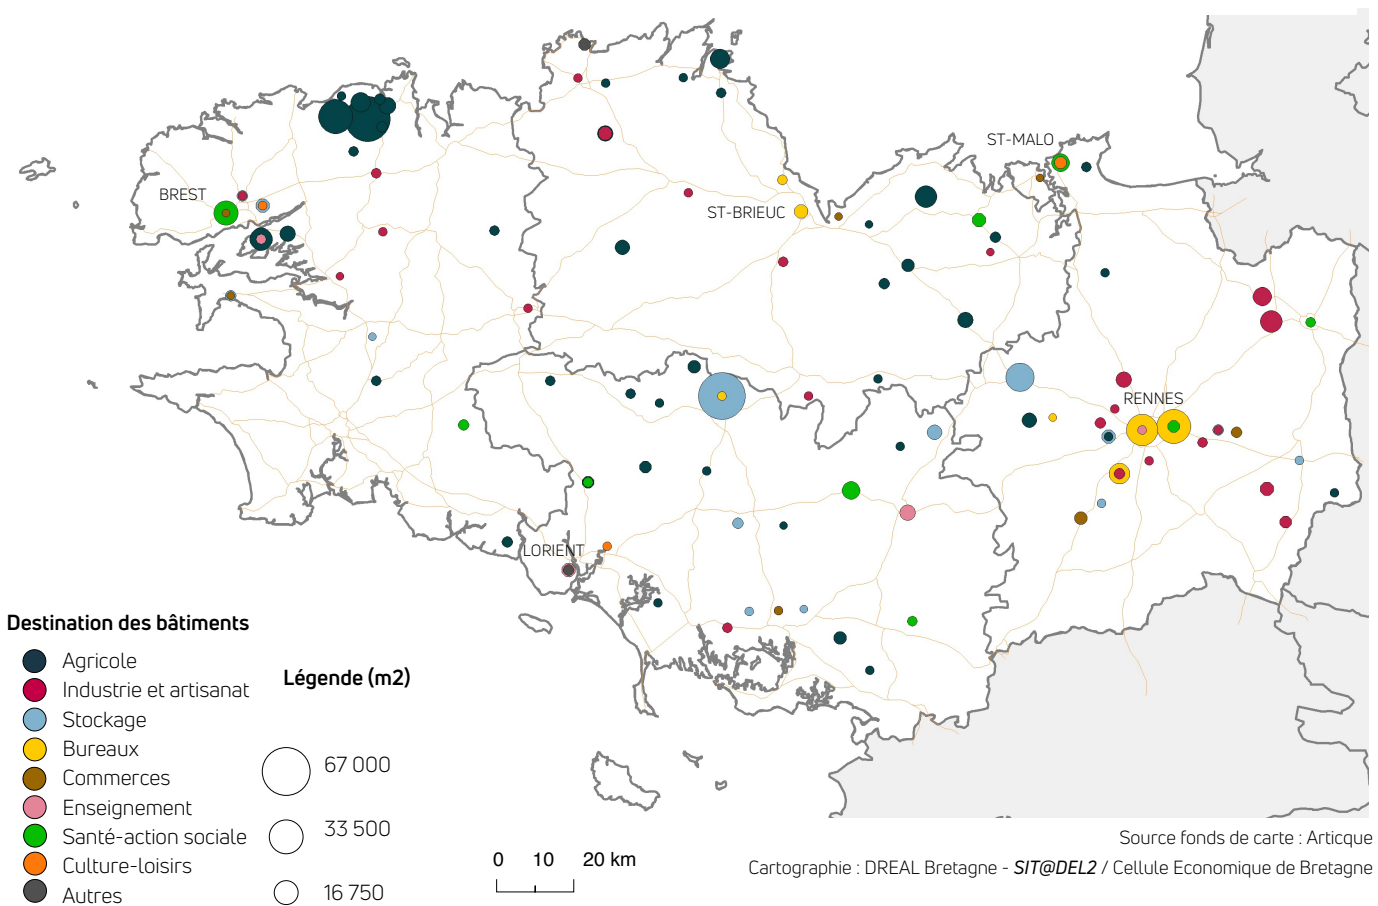 ST-MALO
BREST
ST-BRIEUC
RENNES
LORIENT
Destination des bâtiments
Agricole
Industrie et artisanat
Stockage
Bureaux
Commerces
Enseignement
Santé-action sociale
Culture-loisirs
Autres
Légende (m2)
67 000
33 500
16 750
0 10 20 km
Source fonds de carte : Articque
Cartographie : DREAL Bretagne - SIT@DEL2 / Cellule Economique de Bretagne